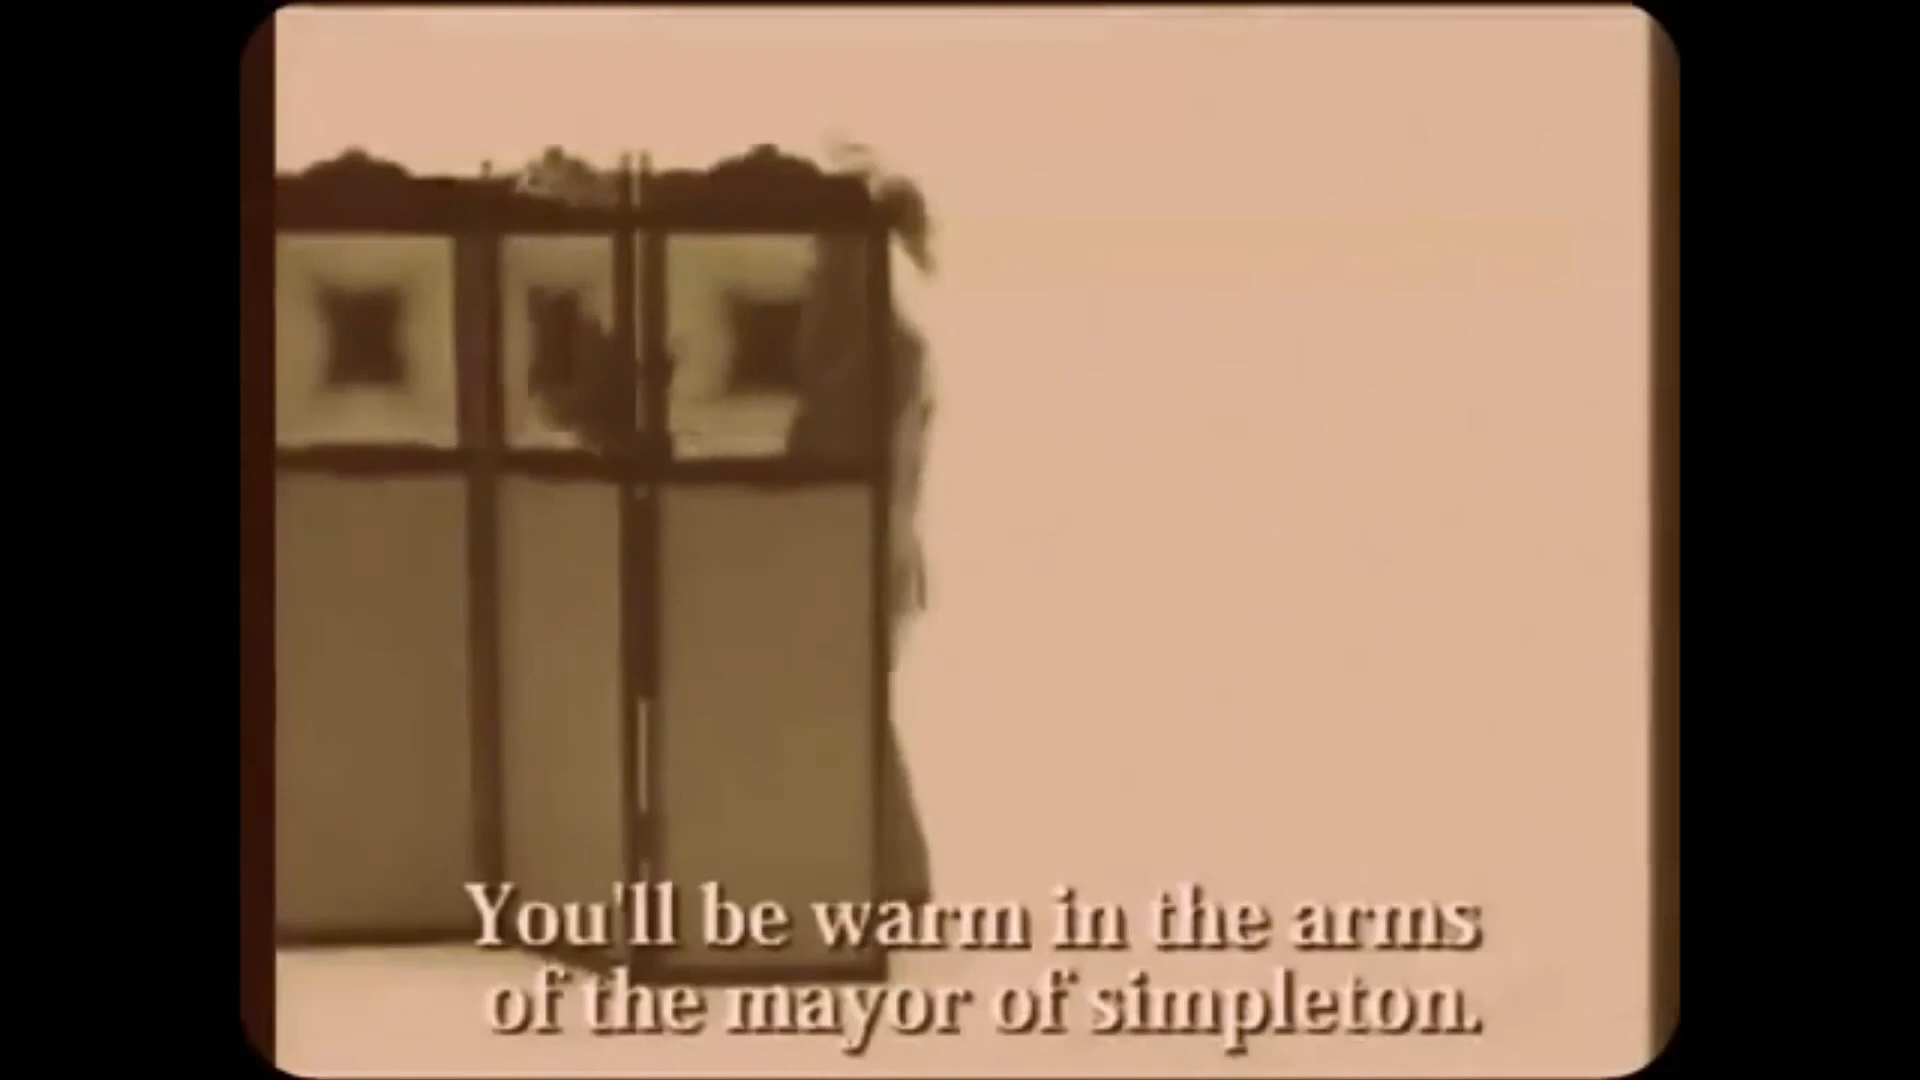 You'll be warm in the arms
of the mayor of simpleton.